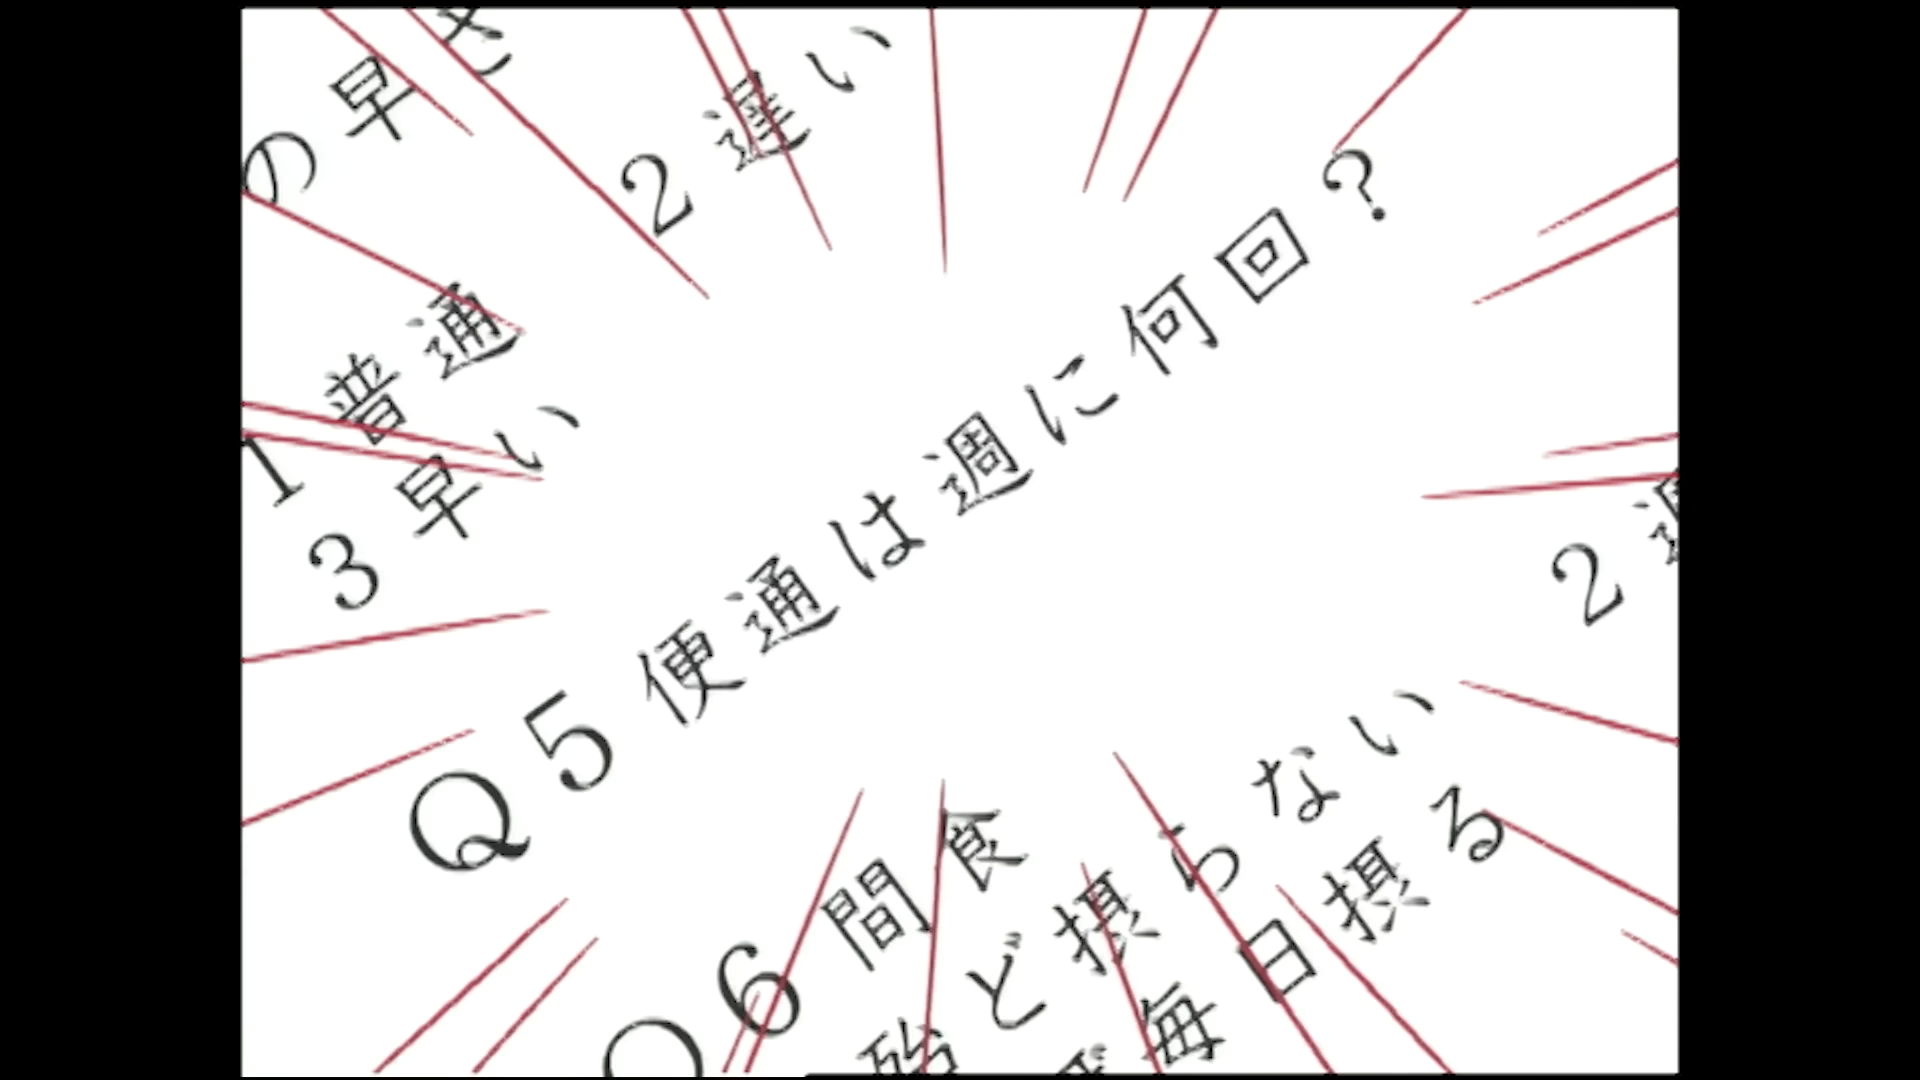 の早さ
1 普通
2 遅い
3 早い
Q5 便通は週に何回？
2 週
Q6 間食
殆ど摂らない
毎日摂る